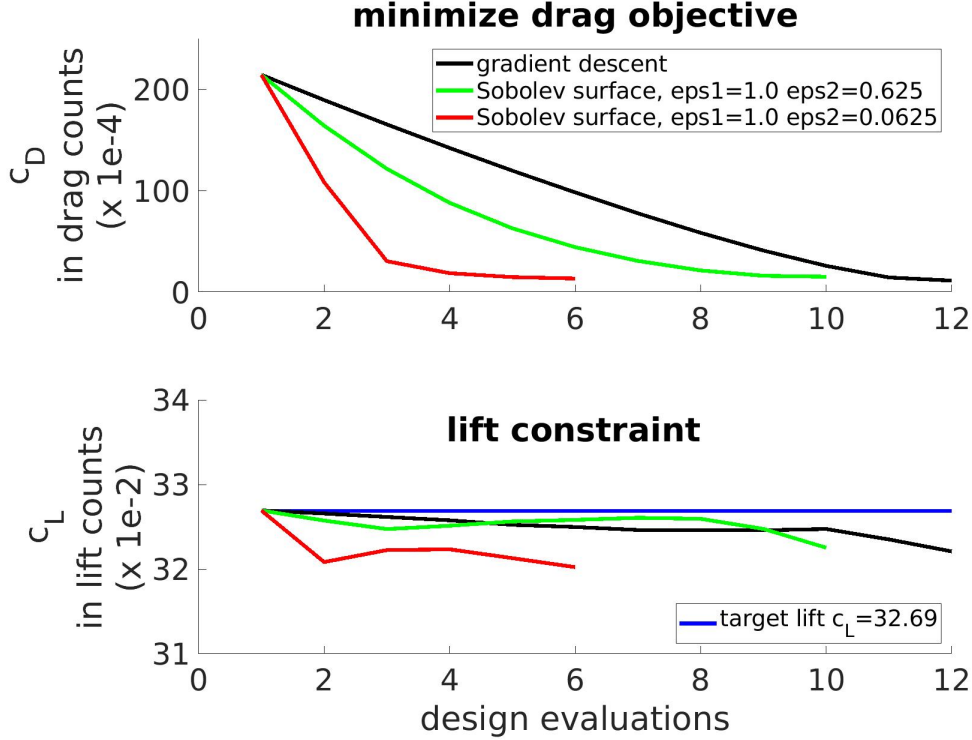 minimize drag objective
c_D
in drag counts
(x 1e-4)
200
100
0
gradient descent
Sobolev surface, eps1=1.0 eps2=0.625
Sobolev surface, eps1=1.0 eps2=0.0625
0 2 4 6 8 10 12
lift constraint
c_L
in lift counts
(x 1e-2)
34
33
32
31
target lift c_L=32.69
0 2 4 6 8 10 12
design evaluations